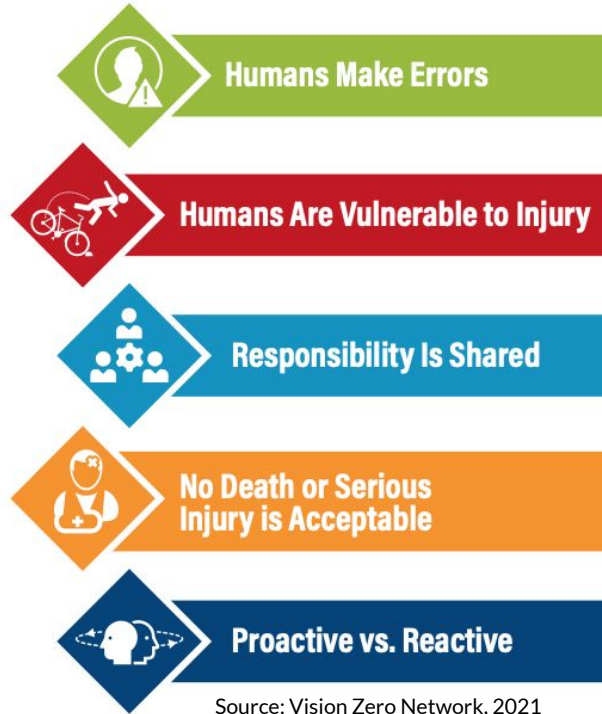 Humans Make Errors
Humans Are Vulnerable to Injury
Responsibility Is Shared
No Death or Serious
Injury is Acceptable
Proactive vs. Reactive
Source: Vision Zero Network, 2021